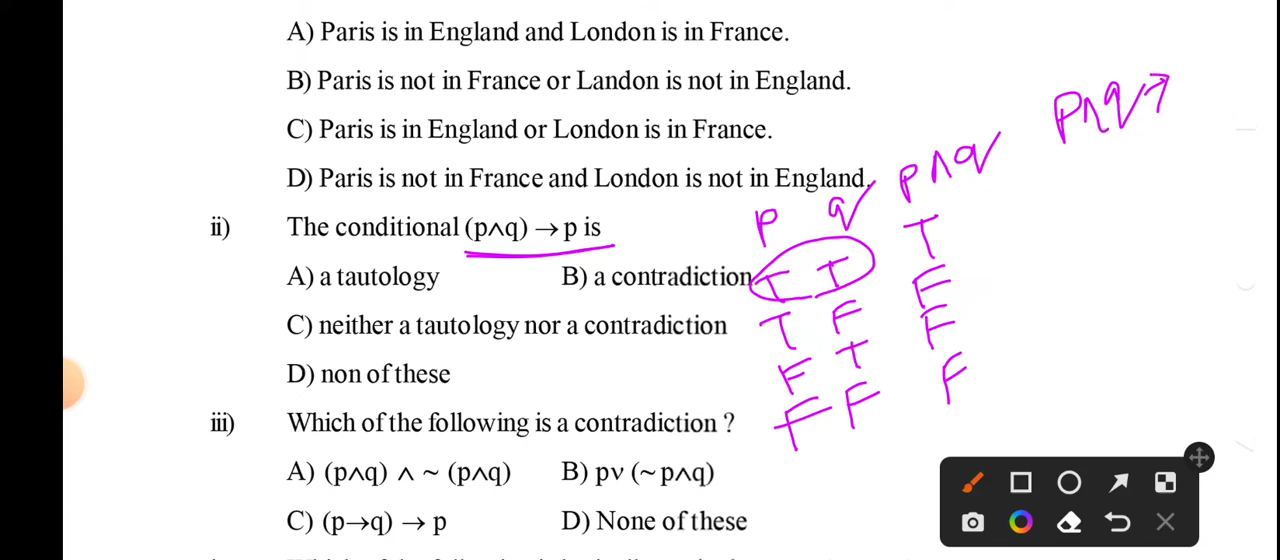 A) Paris is in England and London is in France.
B) Paris is not in France or Landon is not in England.
C) Paris is in England or London is in France.
D) Paris is not in France and London is not in England.
ii) The conditional (p∧q) → p is
A) a tautology B) a contradiction
C) neither a tautology nor a contradiction
D) non of these
iii) Which of the following is a contradiction ?
A) (p∧q) ∧ ~ (p∧q) B) pv (~ p∧q)
C) (p→q) → p D) None of these
p q p∧q p∧q→
T T T
T F F
F T F
F F F